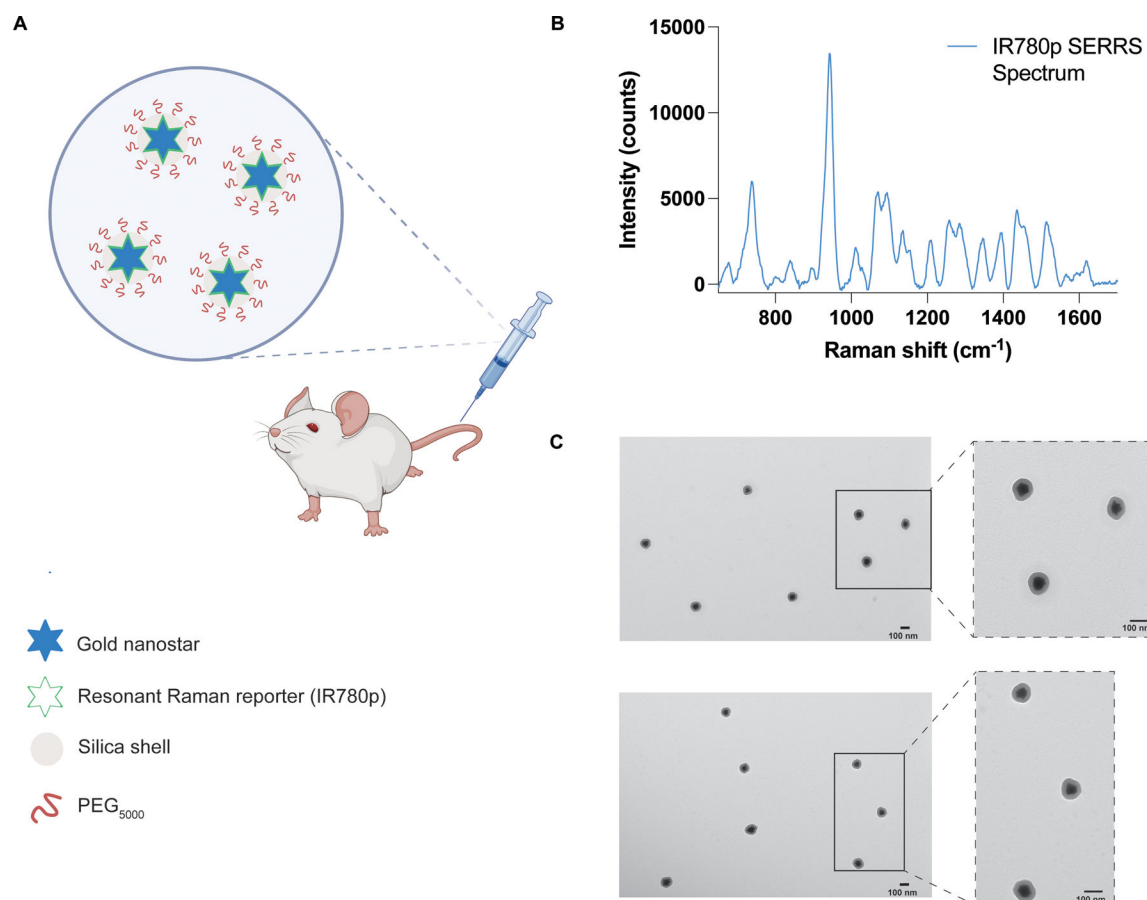 A
Gold nanostar
Resonant Raman reporter (IR780p)
Silica shell
PEG5000
B
15000
10000
5000
0
Intensity (counts)
IR780p SERRS
Spectrum
800
1000
1200
1400
1600
Raman shift (cm-1)
C
100 nm
100 nm
100 nm
100 nm